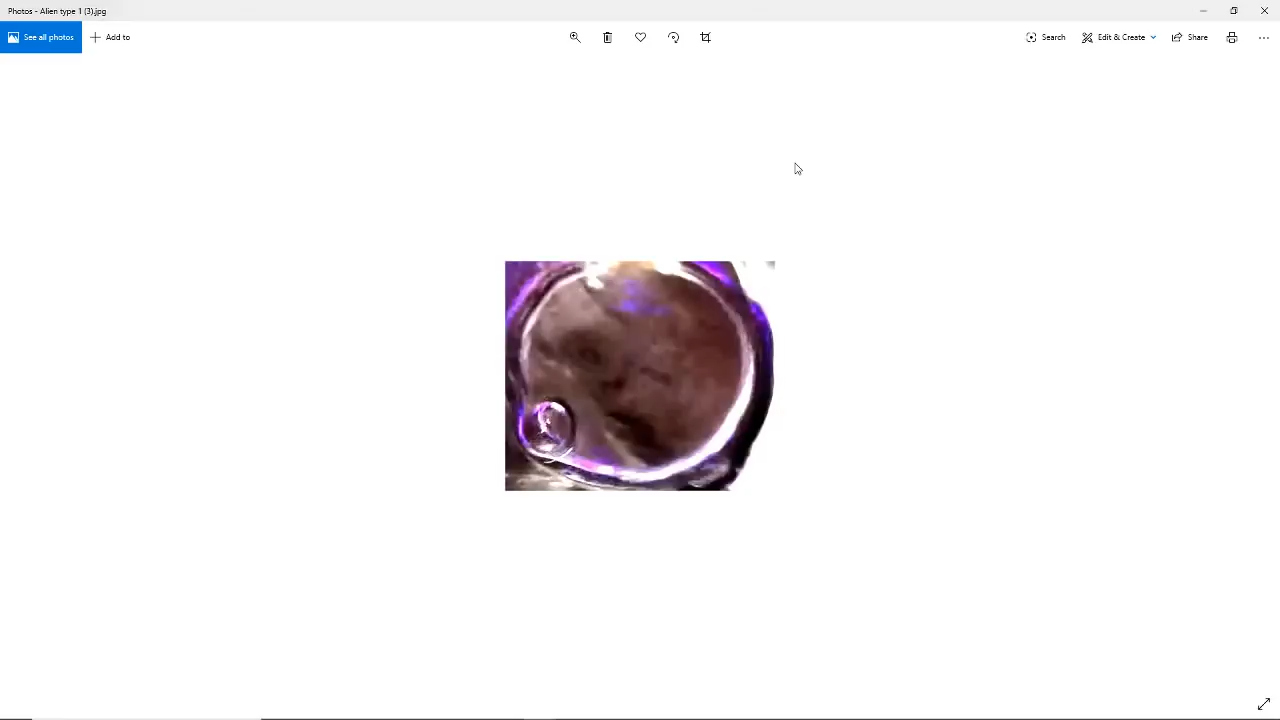 Photos - Alien type 1 (3).jpg
See all photos
Add to
Search
Edit & Create
Share